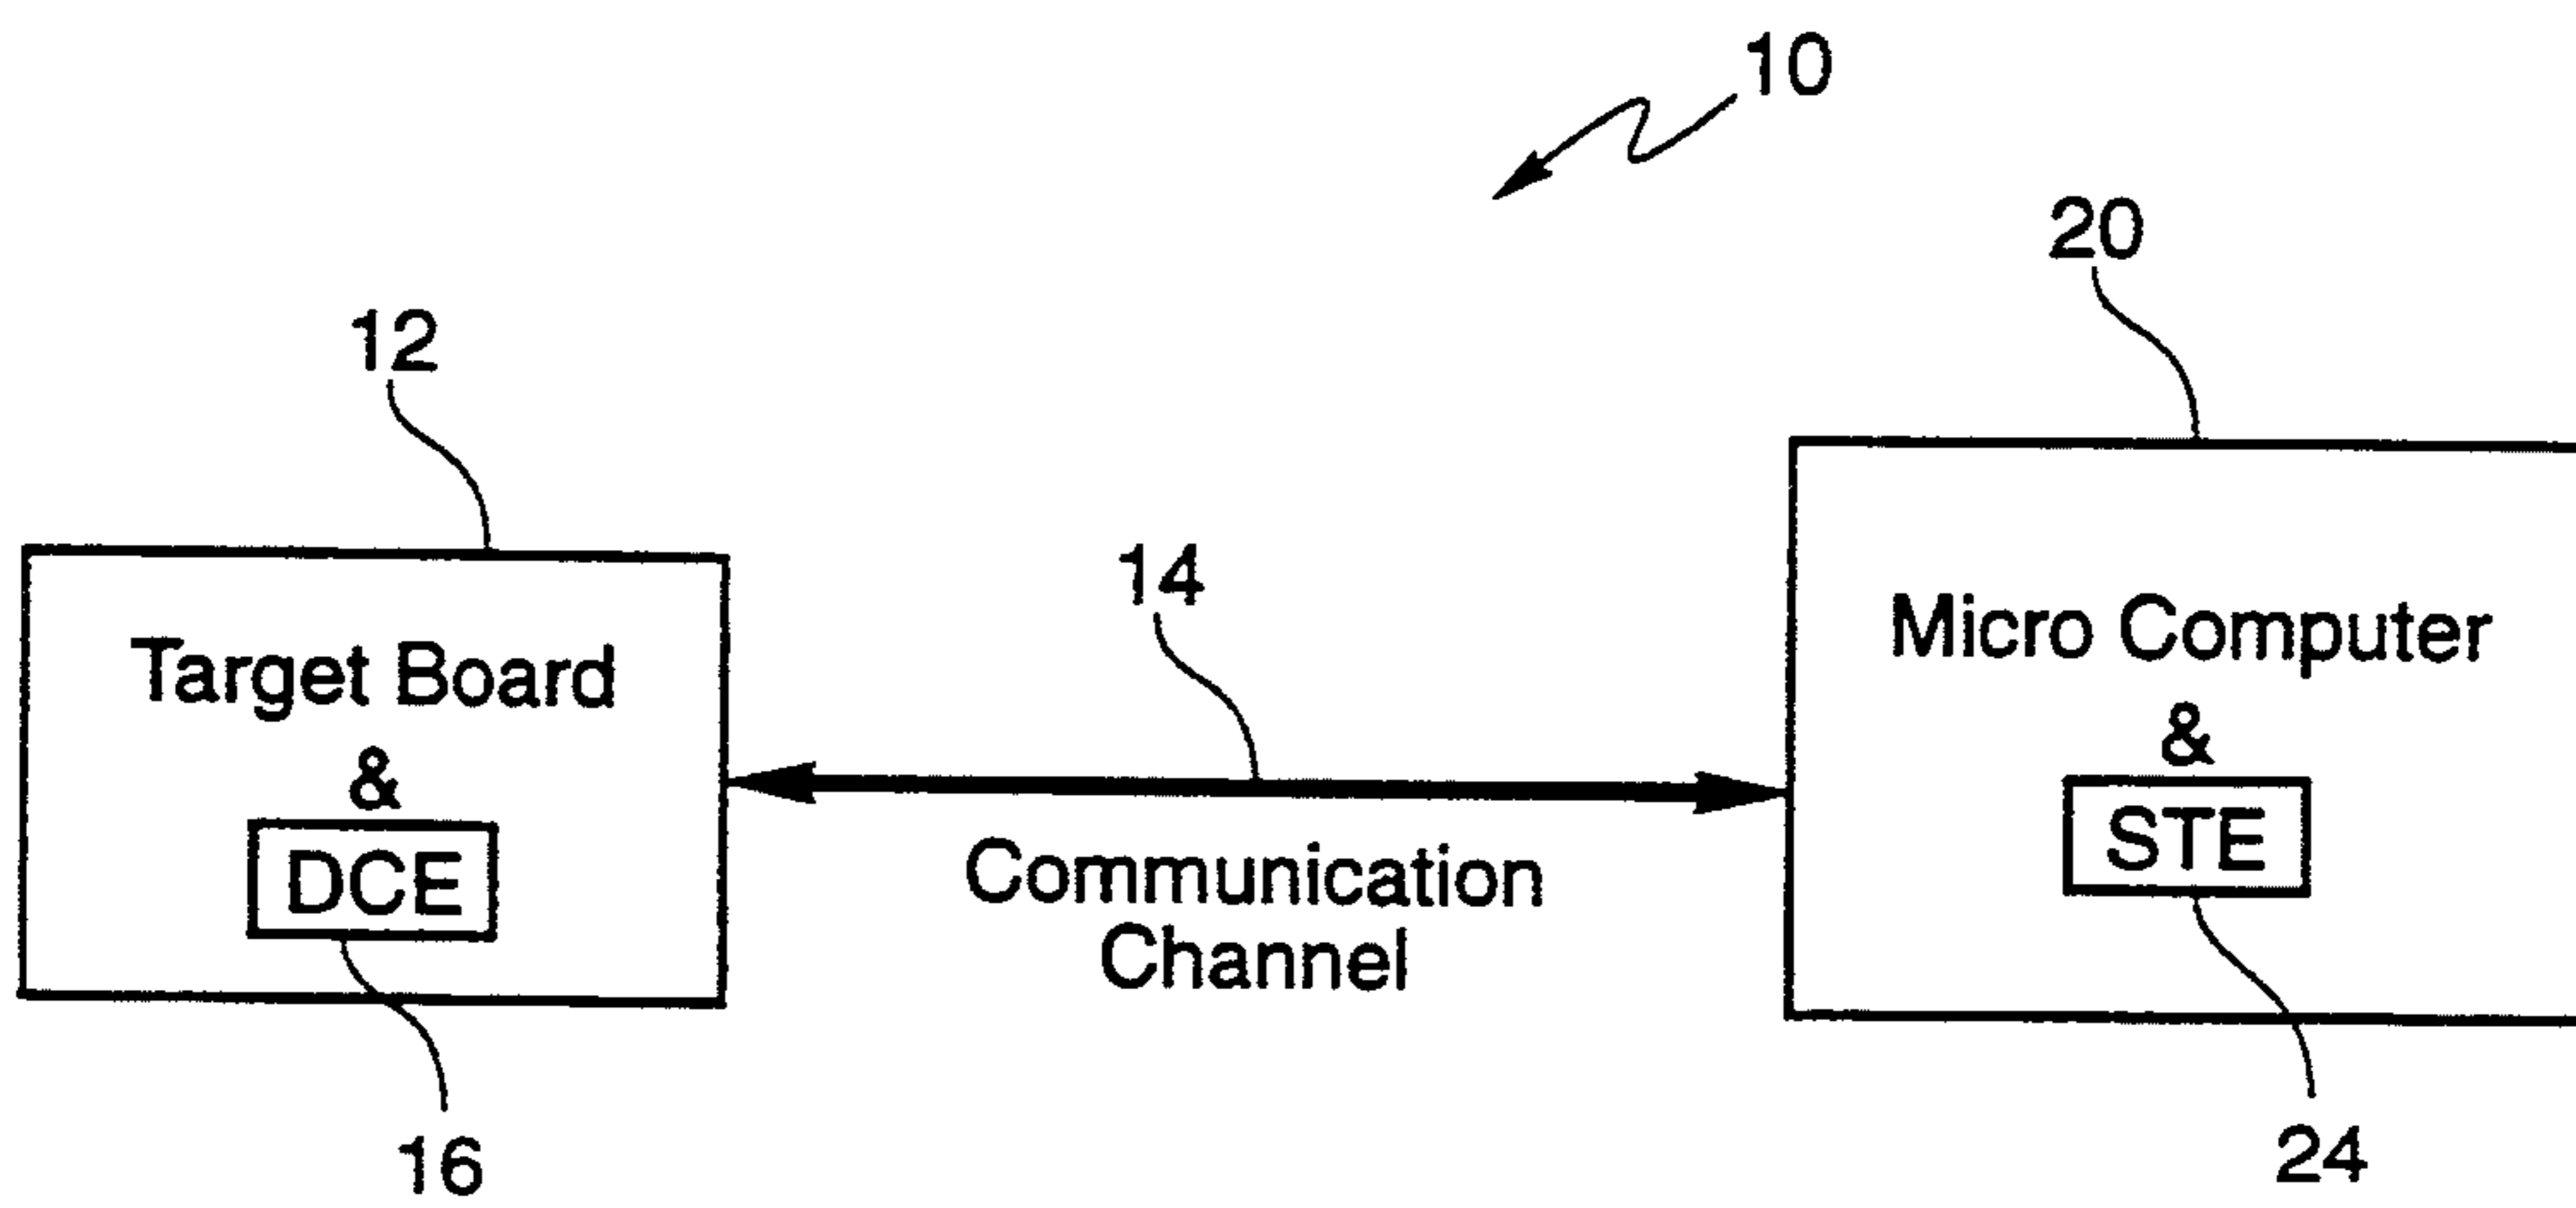 10
20
12
14
Target Board
&
DCE
Micro Computer
&
STE
Communication
Channel
16
24